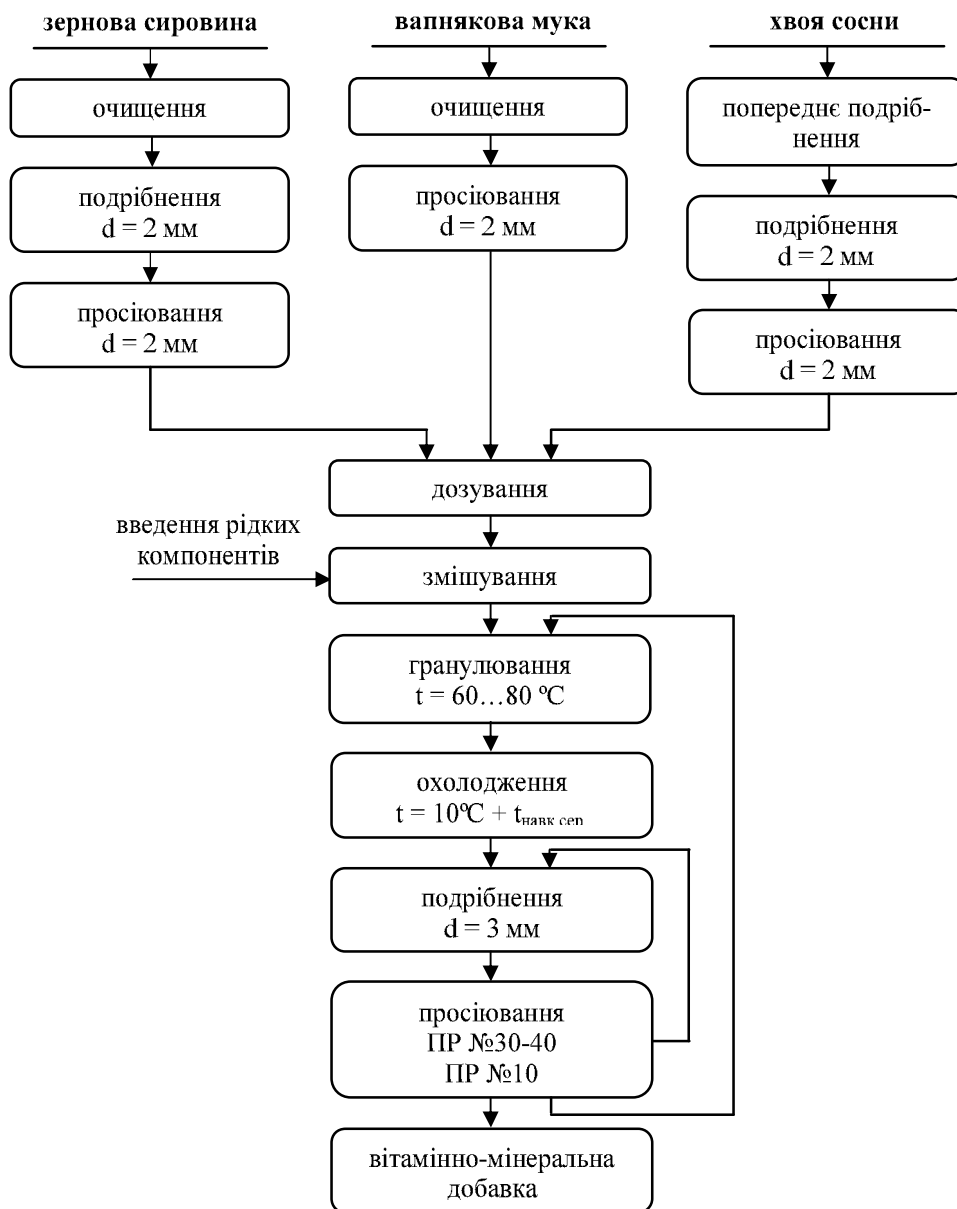 зернова сировина
очищення
подрібнення
d = 2 мм
просіювання
d = 2 мм
вапнякова мука
очищення
просіювання
d = 2 мм
хвоя сосни
попереднє подріб-
нення
подрібнення
d = 2 мм
просіювання
d = 2 мм
дозування
введення рідких
компонентів
змішування
гранулювання
t = 60…80 ºС
охолодження
t = 10ºС + tнавк.сер
подрібнення
d = 3 мм
просіювання
ПР №30-40
ПР №10
вітамінно-мінеральна
добавка